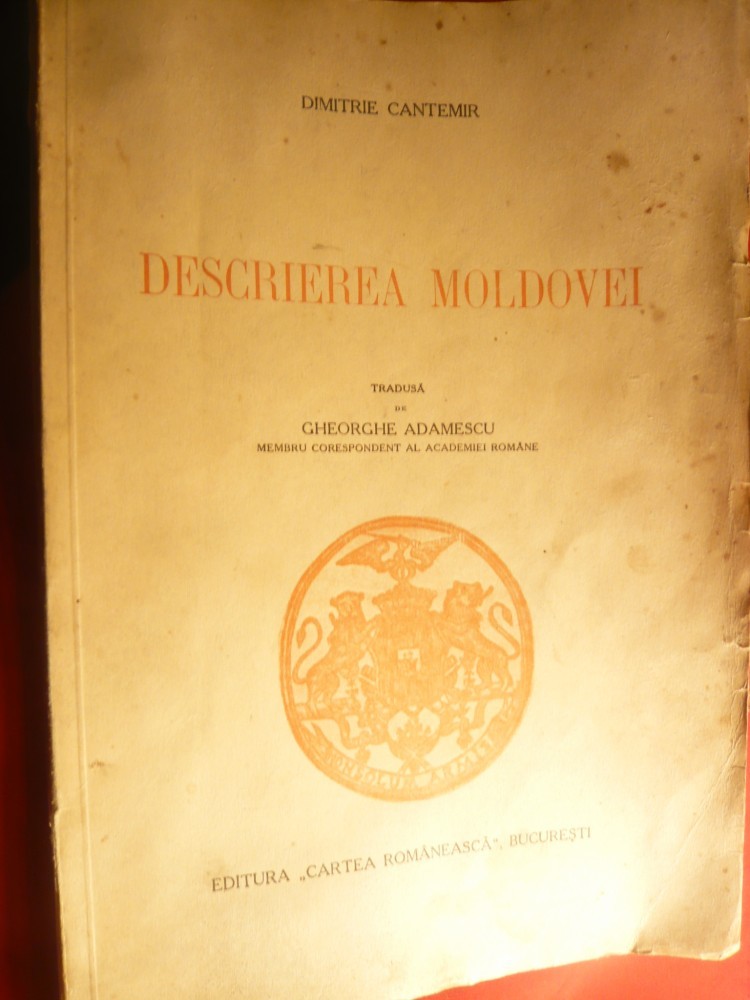 DIMITRIE CANTEMIR
DESCRIEREA MOLDOVEI
TRADUSĂ
DE
GHEORGHE ADAMESCU
MEMBRU CORESPONDENT AL ACADEMIEI ROMÂNE
EDITURA „CARTEA ROMÂNEASCĂ", BUCUREȘTI